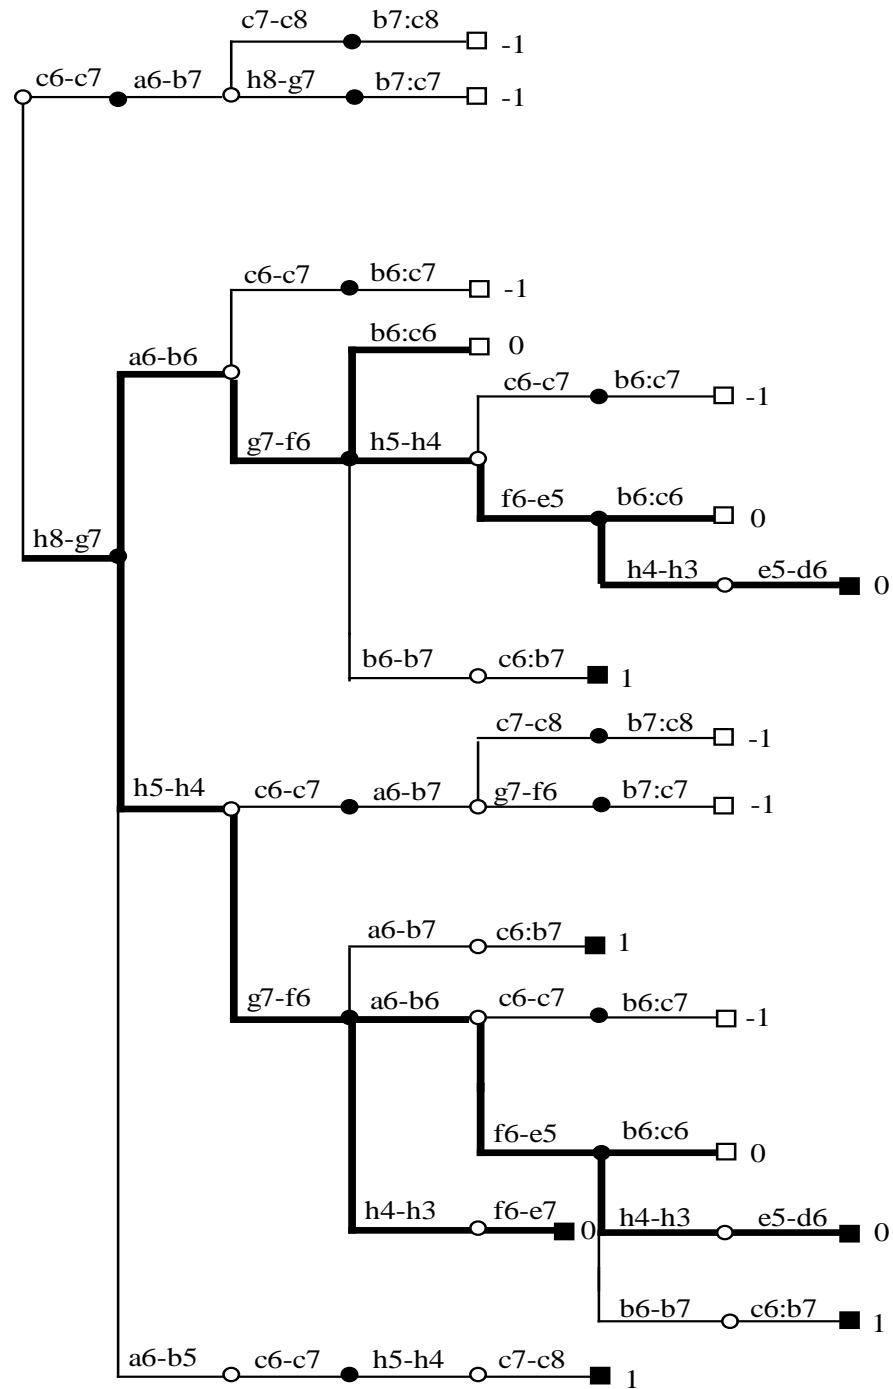 c7-c8 b7:c8 -1
c6-c7 a6-b7 h8-g7 b7:c7 -1
c6-c7 b6:c7 -1
b6:c6 0
a6-b6
c6-c7 b6:c7 -1
g7-f6 h5-h4
f6-e5 b6:c6 0
h8-g7
h4-h3 e5-d6 0
b6-b7 c6:b7 1
c7-c8 b7:c8 -1
h5-h4 c6-c7 a6-b7 g7-f6 b7:c7 -1
a6-b7 c6:b7 1
g7-f6 a6-b6 c6-c7 b6:c7 -1
f6-e5 b6:c6 0
h4-h3 f6-e7 0 h4-h3 e5-d6 0
b6-b7 c6:b7 1
a6-b5 c6-c7 h5-h4 c7-c8 1